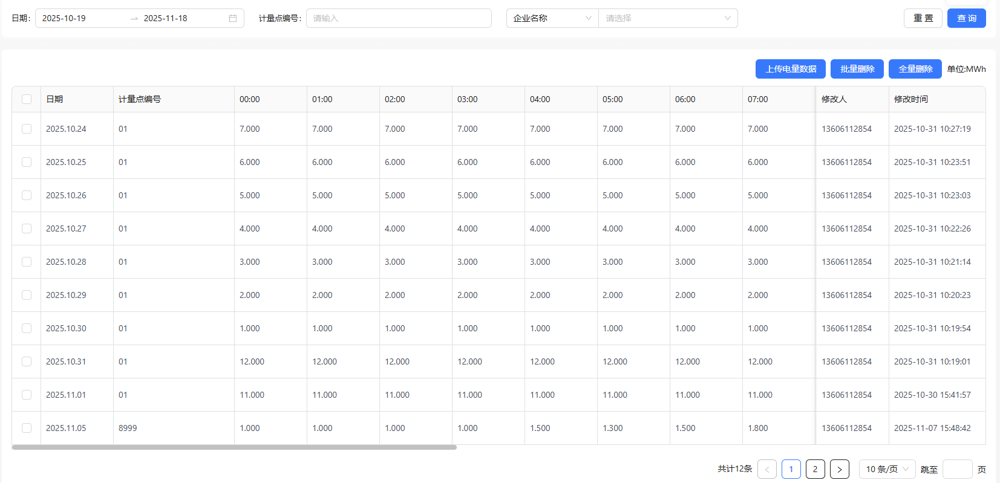 日期: 2025-10-19 → 2025-11-18 计量点编号: 请输入 企业名称 请选择 重 置 查 询
上传电量数据 批量删除 全量删除 单位:MWh
日期 计量点编号 00:00 01:00 02:00 03:00 04:00 05:00 06:00 07:00 修改人 修改时间
2025.10.24 01 7.000 7.000 7.000 7.000 7.000 7.000 7.000 7.000 13606112854 2025-10-31 10:27:19
2025.10.25 01 6.000 6.000 6.000 6.000 6.000 6.000 6.000 6.000 13606112854 2025-10-31 10:23:51
2025.10.26 01 5.000 5.000 5.000 5.000 5.000 5.000 5.000 5.000 13606112854 2025-10-31 10:23:03
2025.10.27 01 4.000 4.000 4.000 4.000 4.000 4.000 4.000 4.000 13606112854 2025-10-31 10:22:26
2025.10.28 01 3.000 3.000 3.000 3.000 3.000 3.000 3.000 3.000 13606112854 2025-10-31 10:21:14
2025.10.29 01 2.000 2.000 2.000 2.000 2.000 2.000 2.000 2.000 13606112854 2025-10-31 10:20:23
2025.10.30 01 1.000 1.000 1.000 1.000 1.000 1.000 1.000 1.000 13606112854 2025-10-31 10:19:54
2025.10.31 01 12.000 12.000 12.000 12.000 12.000 12.000 12.000 12.000 13606112854 2025-10-31 10:19:01
2025.11.01 01 11.000 11.000 11.000 11.000 11.000 11.000 11.000 11.000 13606112854 2025-10-30 15:41:57
2025.11.05 8999 1.000 1.000 1.000 1.000 1.500 1.300 1.500 1.800 13606112854 2025-11-07 15:48:42
共计12条 < 1 2 > 10 条/页 跳至 页